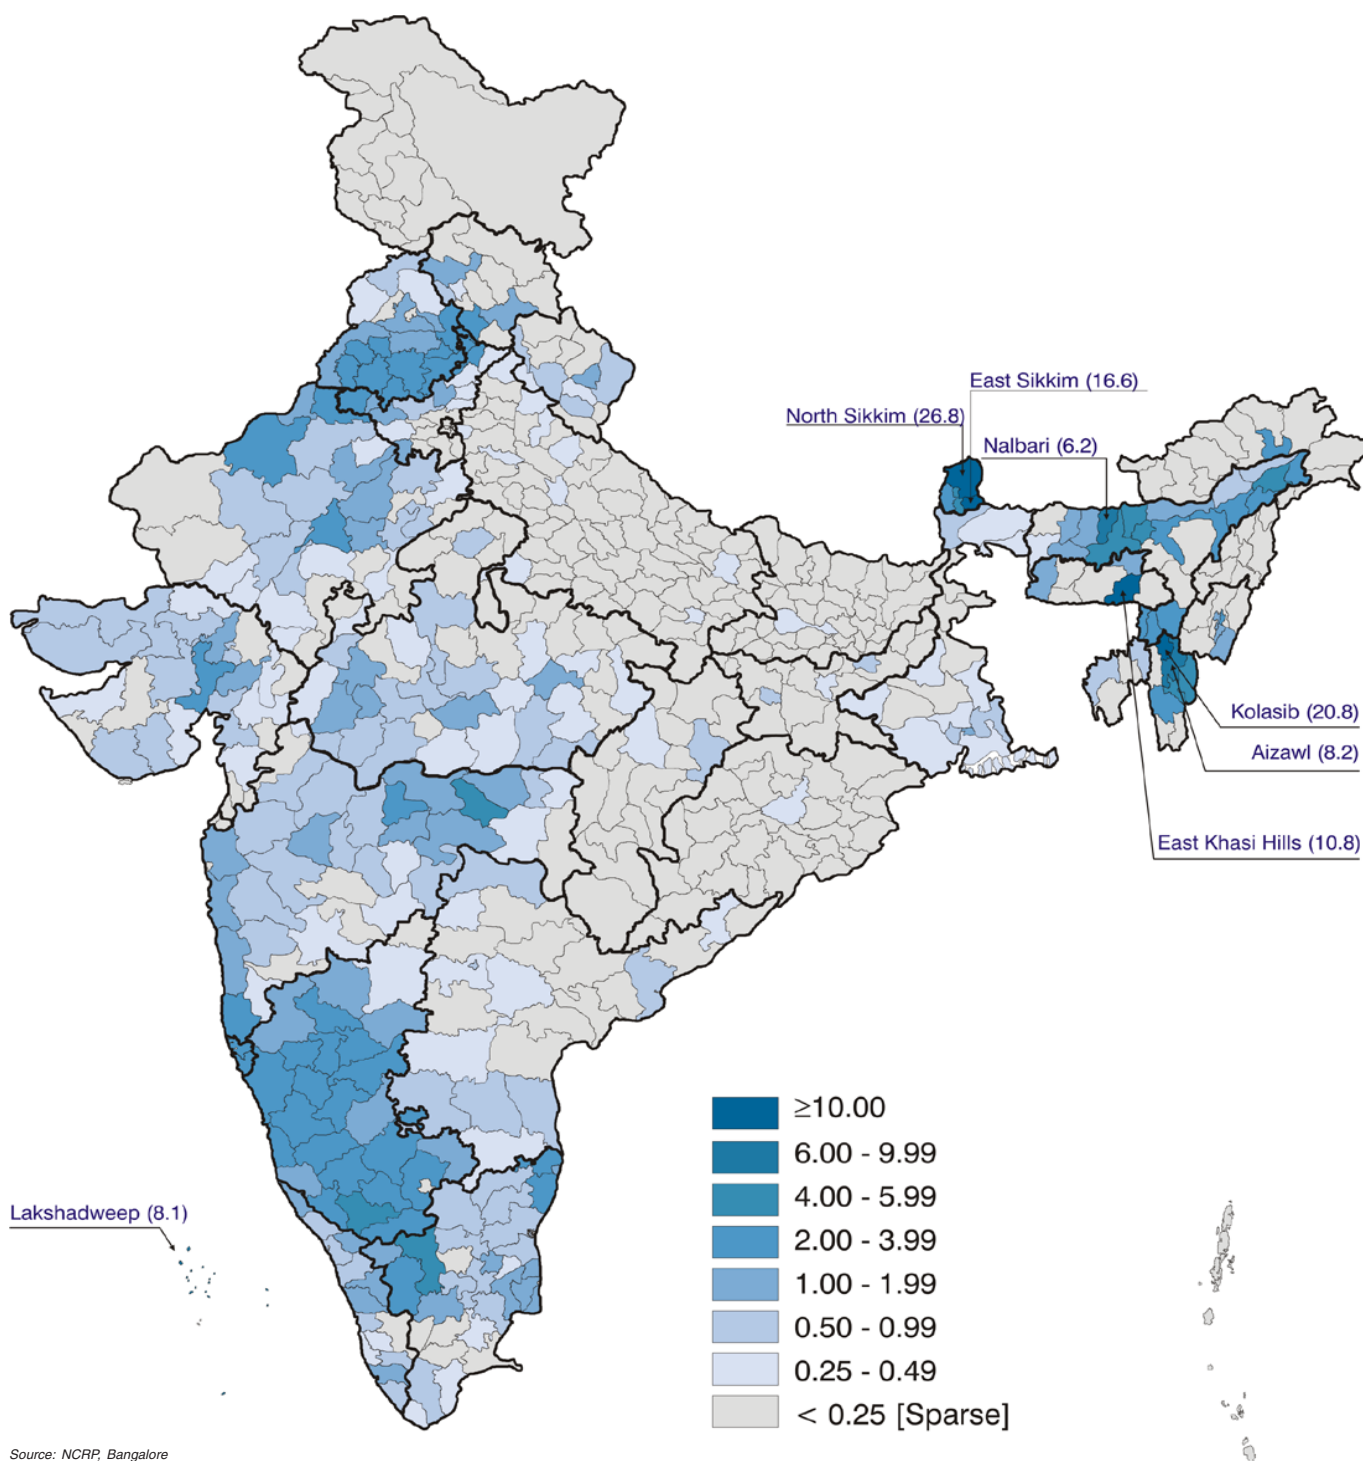 East Sikkim (16.6)
North Sikkim (26.8)
Nalbari (6.2)
Kolasib (20.8)
Aizawl (8.2)
East Khasi Hills (10.8)
≥10.00
6.00 - 9.99
4.00 - 5.99
2.00 - 3.99
1.00 - 1.99
0.50 - 0.99
0.25 - 0.49
< 0.25 [Sparse]
Lakshadweep (8.1)
Source: NCRP, Bangalore